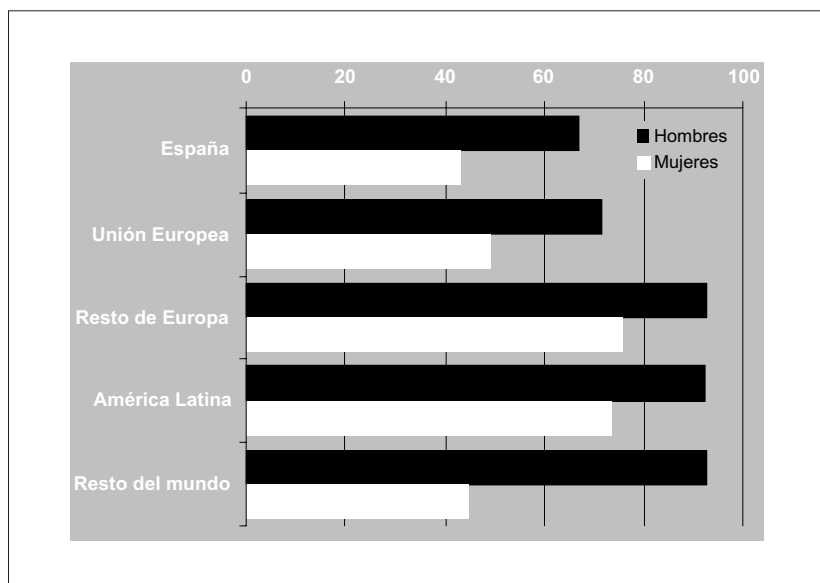 0 20 40 60 80 100
Hombres
Mujeres
España
Unión Europea
Resto de Europa
América Latina
Resto del mundo